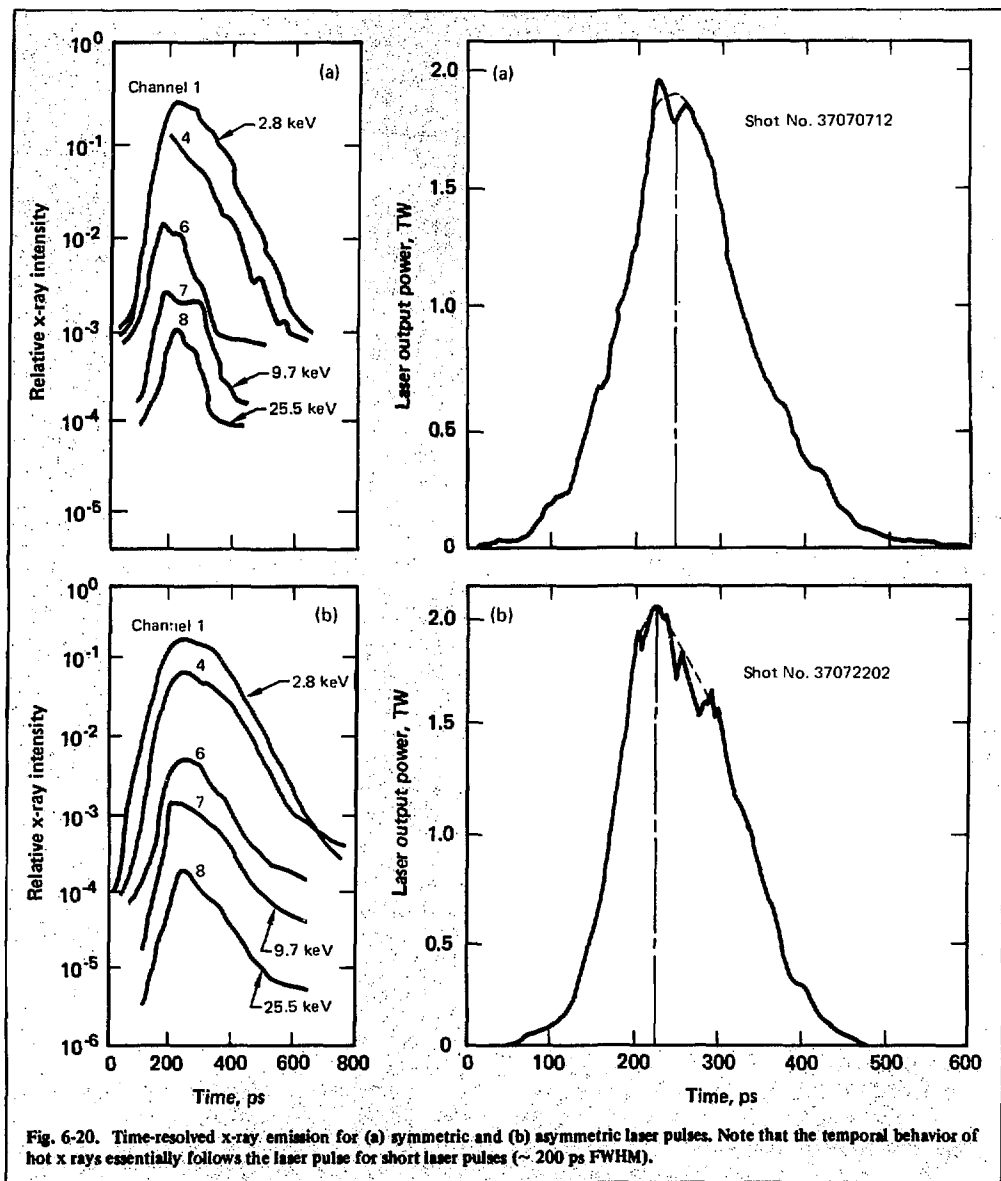 (a)
Channel 1
2.8 keV
4
6
7
8
9.7 keV
25.5 keV
10^0
10^-1
10^-2
10^-3
10^-4
10^-5
Relative x-ray intensity
(a)
Shot No. 37070712
2.0
1.5
1.0
0.5
0
Laser output power, TW
(b)
Channel 1
2.8 keV
4
6
7
8
9.7 keV
25.5 keV
10^0
10^-1
10^-2
10^-3
10^-4
10^-5
10^-6
Relative x-ray intensity
0 200 400 600 800
Time, ps
(b)
Shot No. 37072202
2.0
1.5
1.0
0.5
0
Laser output power, TW
0 100 200 300 400 500 600
Time, ps
Fig. 6-20. Time-resolved x-ray emission for (a) symmetric and (b) asymmetric laser pulses. Note that the temporal behavior of
hot x rays essentially follows the laser pulse for short laser pulses (~ 200 ps FWHM).